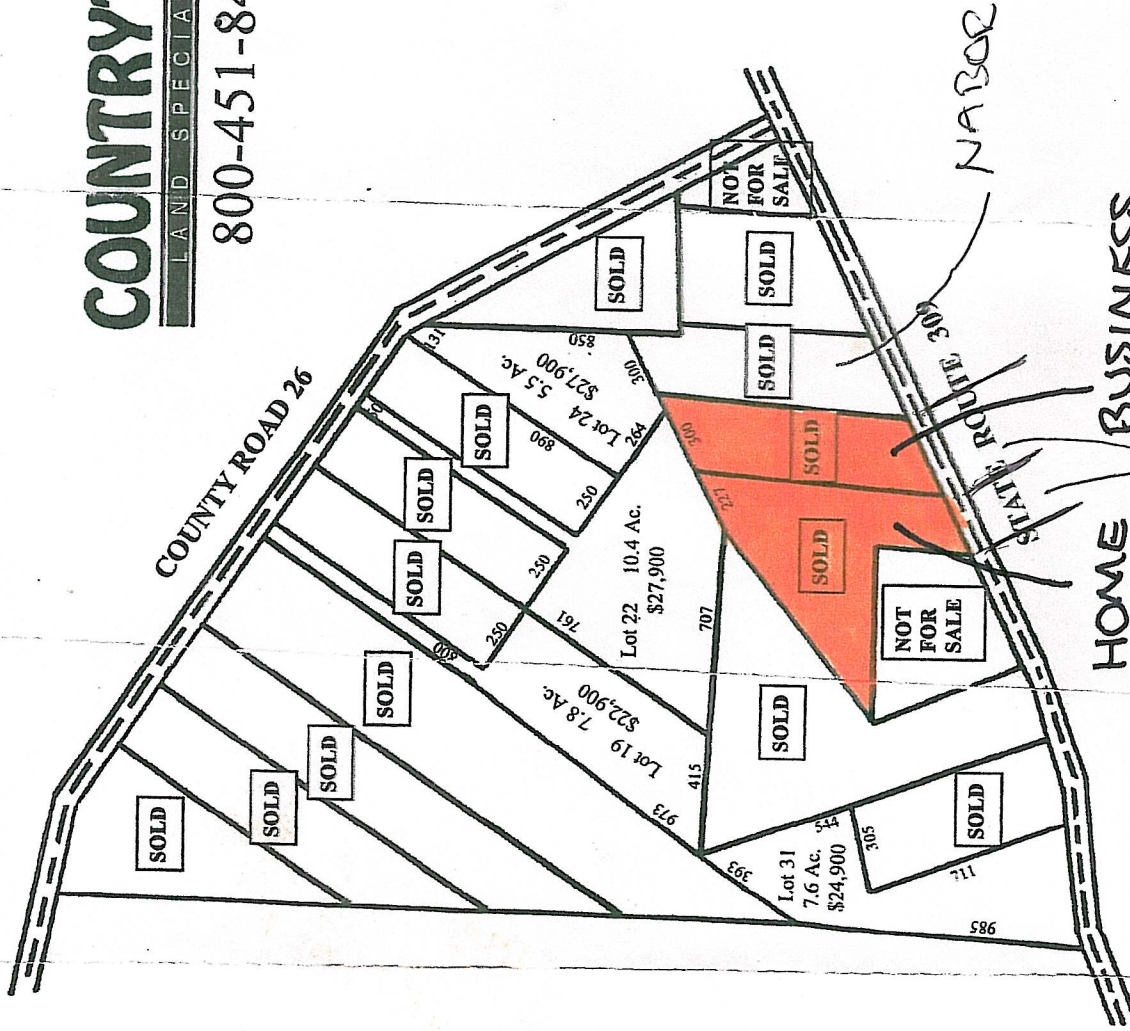 COUNTRY
LAND SPECIA
800-451-84
COUNTY ROAD 26
NOT
FOR
SALE
SOLD
SOLD
SOLD
131
850
Lot 24 5.5 Ac.
$27,900
300
890
264
SOLD
250
SOLD
SOLD
250
250
Lot 22 10.4 Ac.
$27,900
761
300
227
707
SOLD
SOLD
NOT
FOR
SALE
800
Lot 19 7.8 Ac.
$22,900
973
415
SOLD
SOLD
SOLD
SOLD
SOLD
393
Lot 31
7.6 Ac.
$24,900
544
305
711
985
SOLD
STATE ROUTE 309
NABOR
HOME BUSINESS